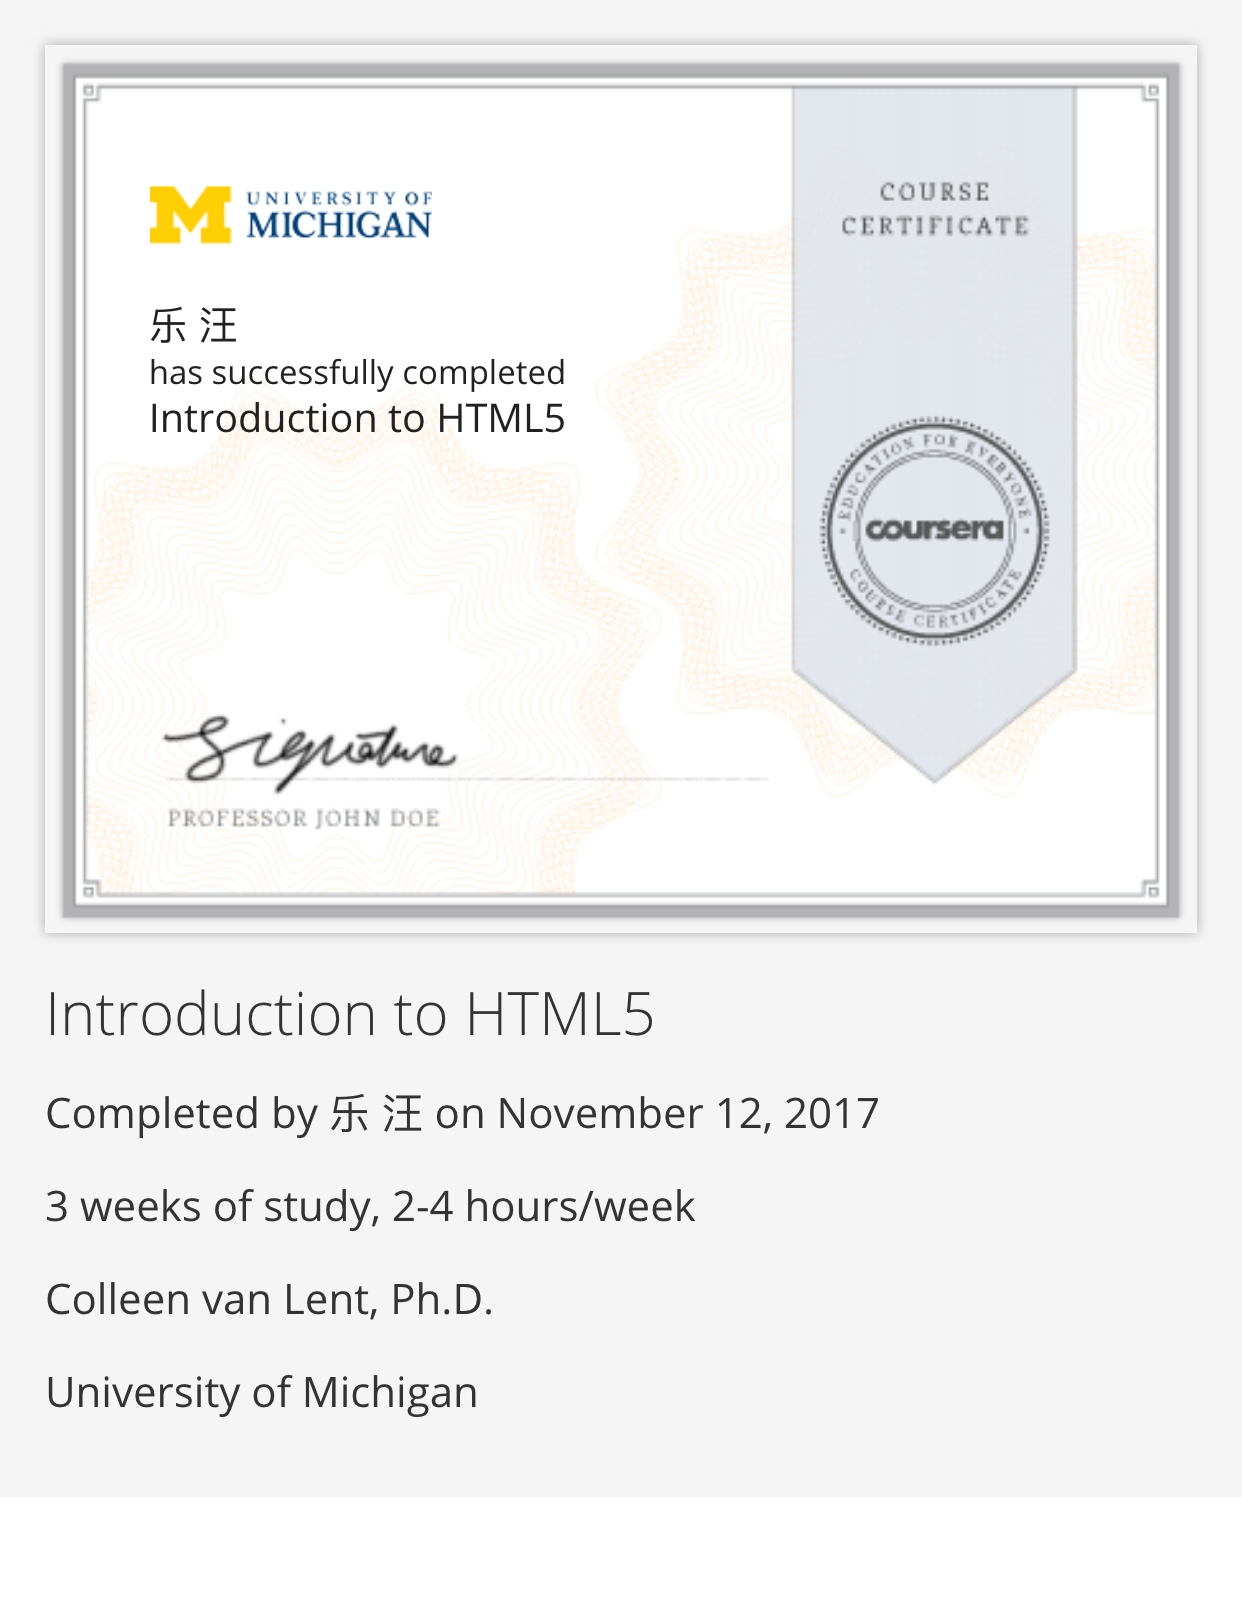 UNIVERSITY OF
MICHIGAN
COURSE
CERTIFICATE
乐 汪
has successfully completed
Introduction to HTML5
EDUCATION FOR EVERYONE
coursera
COURSE CERTIFICATE
Signature
PROFESSOR JOHN DOE
Introduction to HTML5
Completed by 乐 汪 on November 12, 2017
3 weeks of study, 2-4 hours/week
Colleen van Lent, Ph.D.
University of Michigan